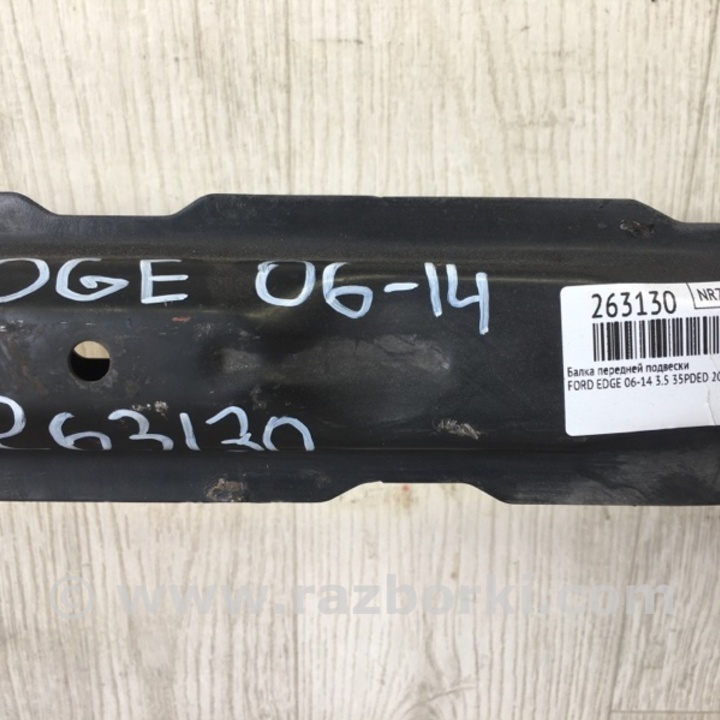 DGE 06-14
263130
263130
NR7
Балка передней подвески
FORD EDGE 06-14 3.5 35PDED 20
© www.razborki.com